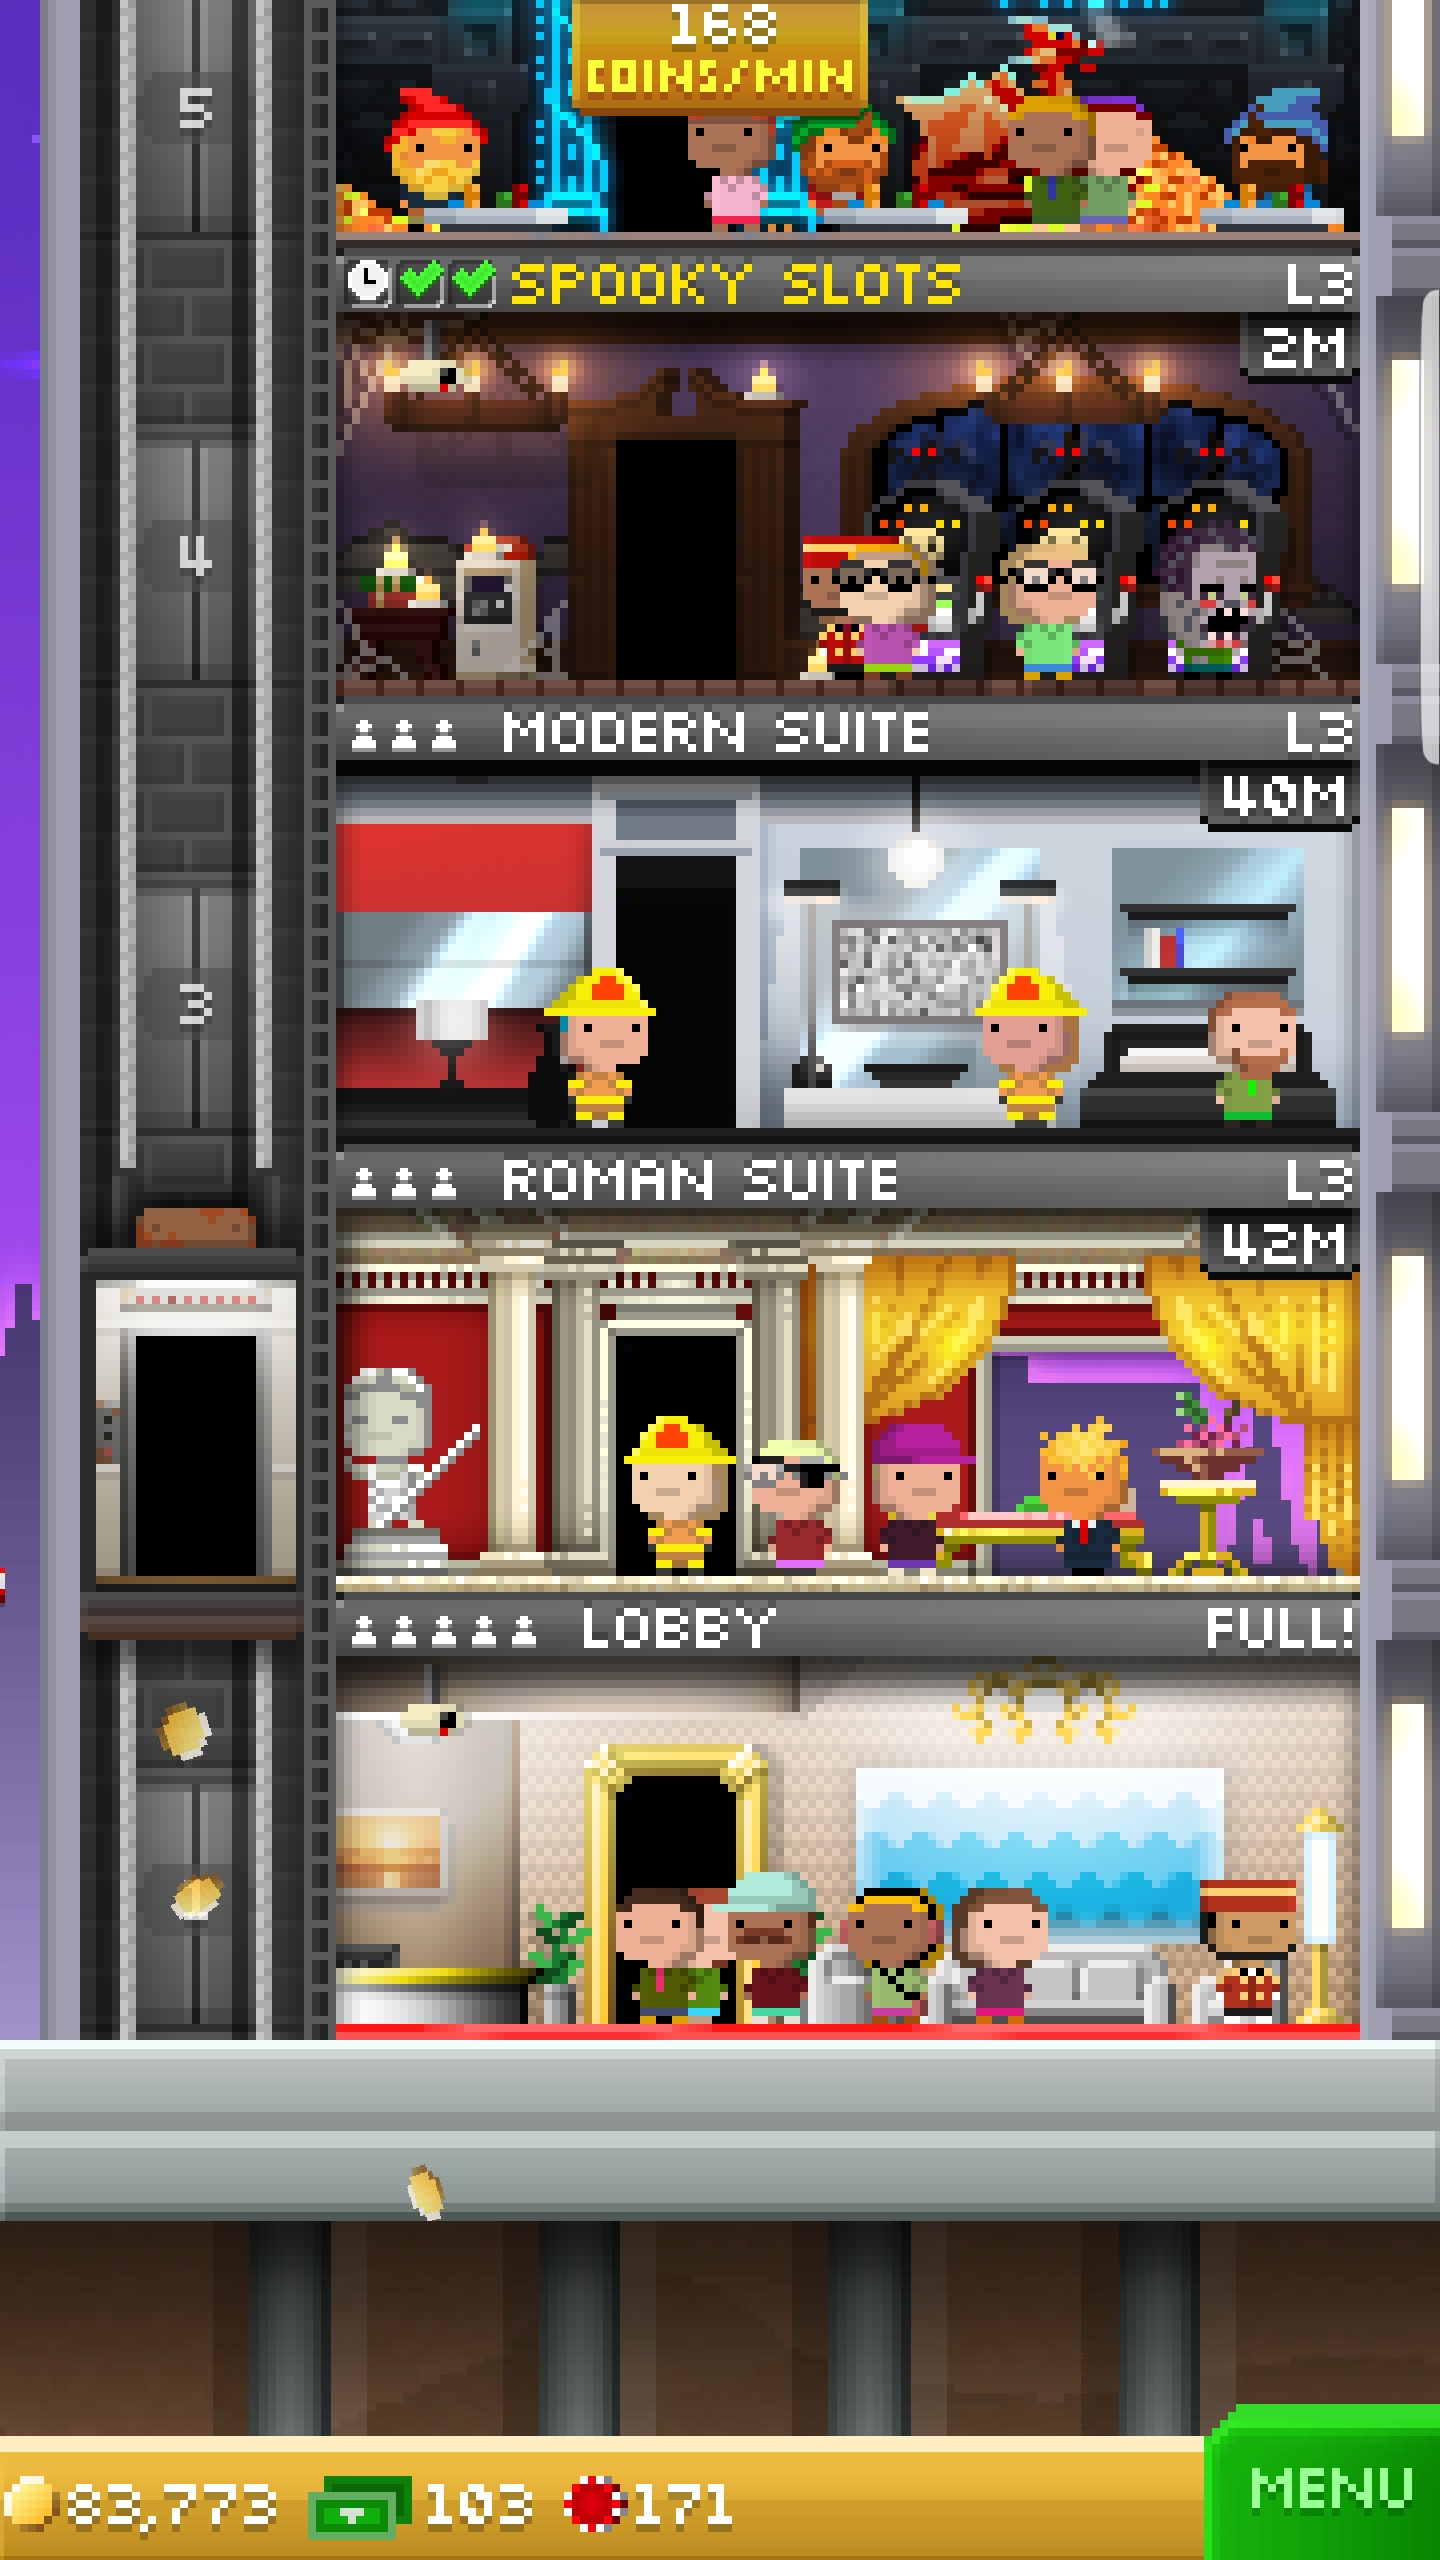 168
COINS/MIN
5
SPOOKY SLOTS L3
2M
4
MODERN SUITE L3
40M
3
ROMAN SUITE L3
42M
LOBBY FULL!
83,773 103 171 MENU